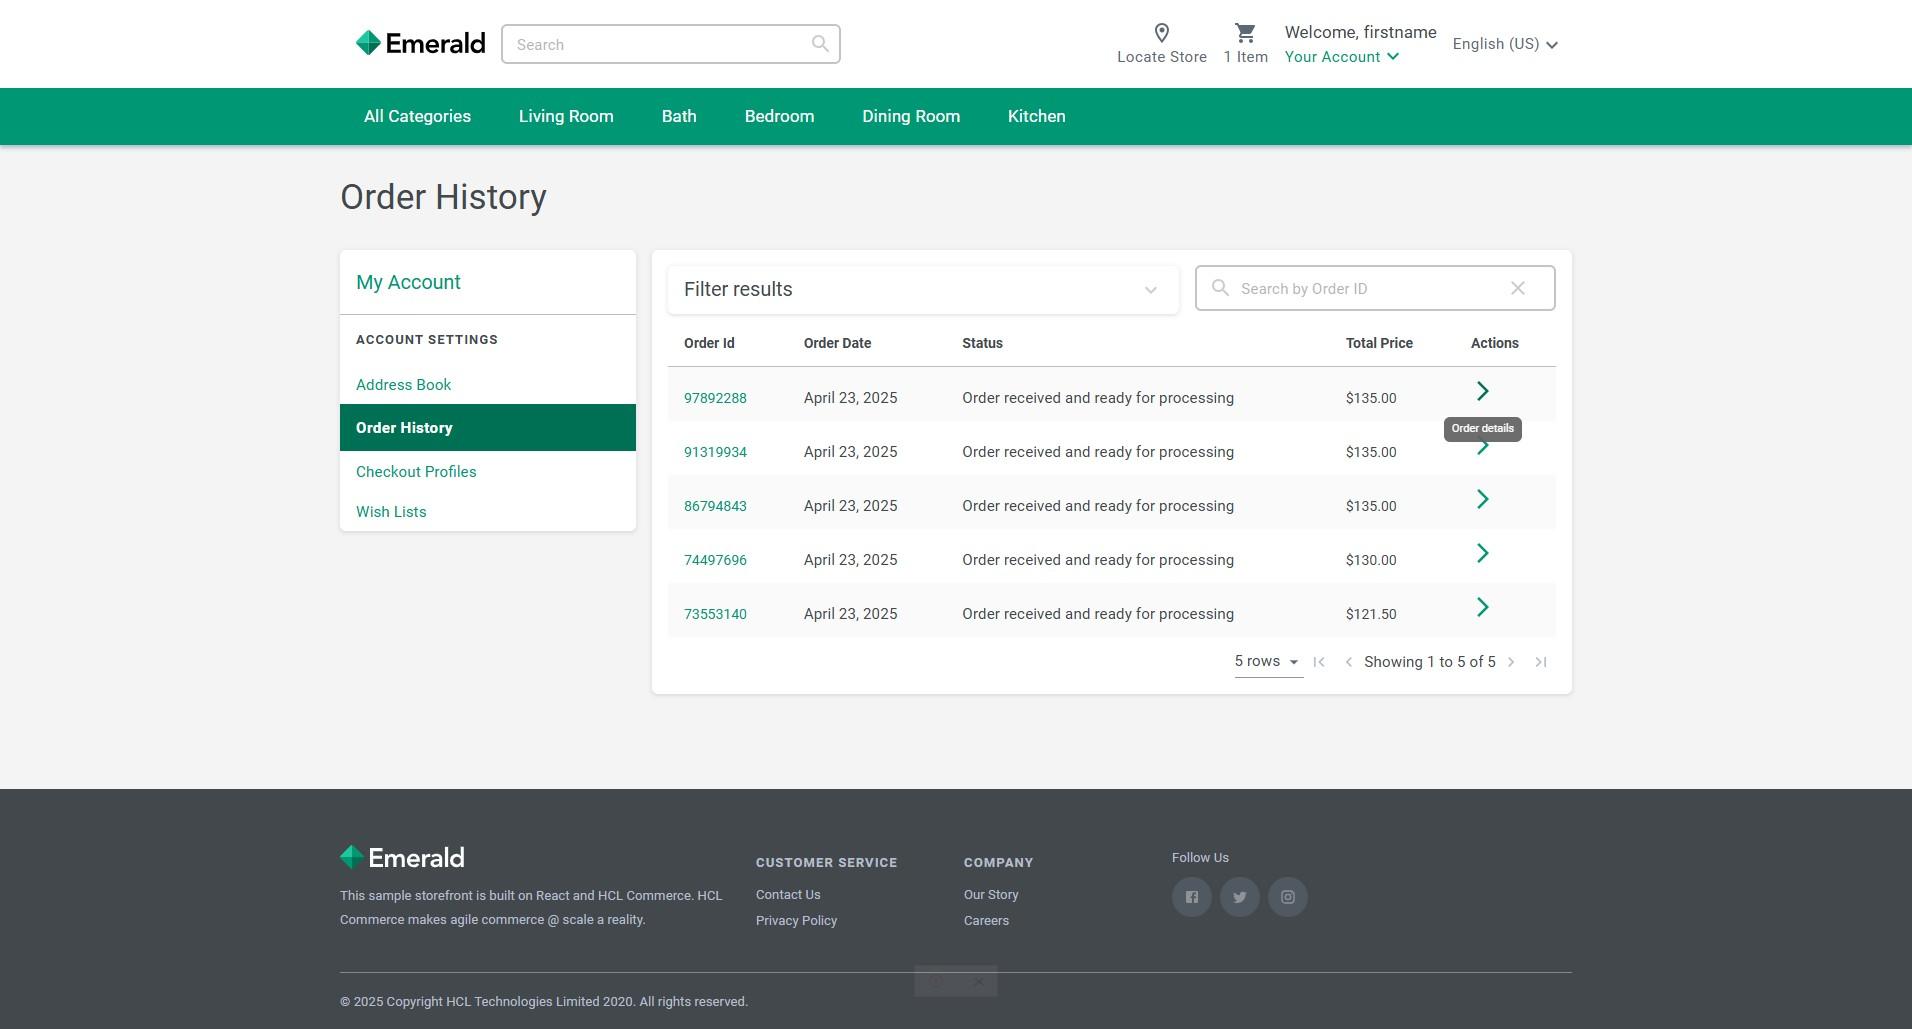 Emerald
Search
Locate Store
1 Item
Welcome, firstname
Your Account
English (US)
All Categories
Living Room
Bath
Bedroom
Dining Room
Kitchen
Order History
My Account
ACCOUNT SETTINGS
Address Book
Order History
Checkout Profiles
Wish Lists
Filter results
Search by Order ID
Order Id Order Date Status Total Price Actions
97892288 April 23, 2025 Order received and ready for processing $135.00
Order details
91319934 April 23, 2025 Order received and ready for processing $135.00
86794843 April 23, 2025 Order received and ready for processing $135.00
74497696 April 23, 2025 Order received and ready for processing $130.00
73553140 April 23, 2025 Order received and ready for processing $121.50
5 rows
Showing 1 to 5 of 5
Emerald
This sample storefront is built on React and HCL Commerce. HCL
Commerce makes agile commerce @ scale a reality.
CUSTOMER SERVICE
Contact Us
Privacy Policy
COMPANY
Our Story
Careers
Follow Us
© 2025 Copyright HCL Technologies Limited 2020. All rights reserved.